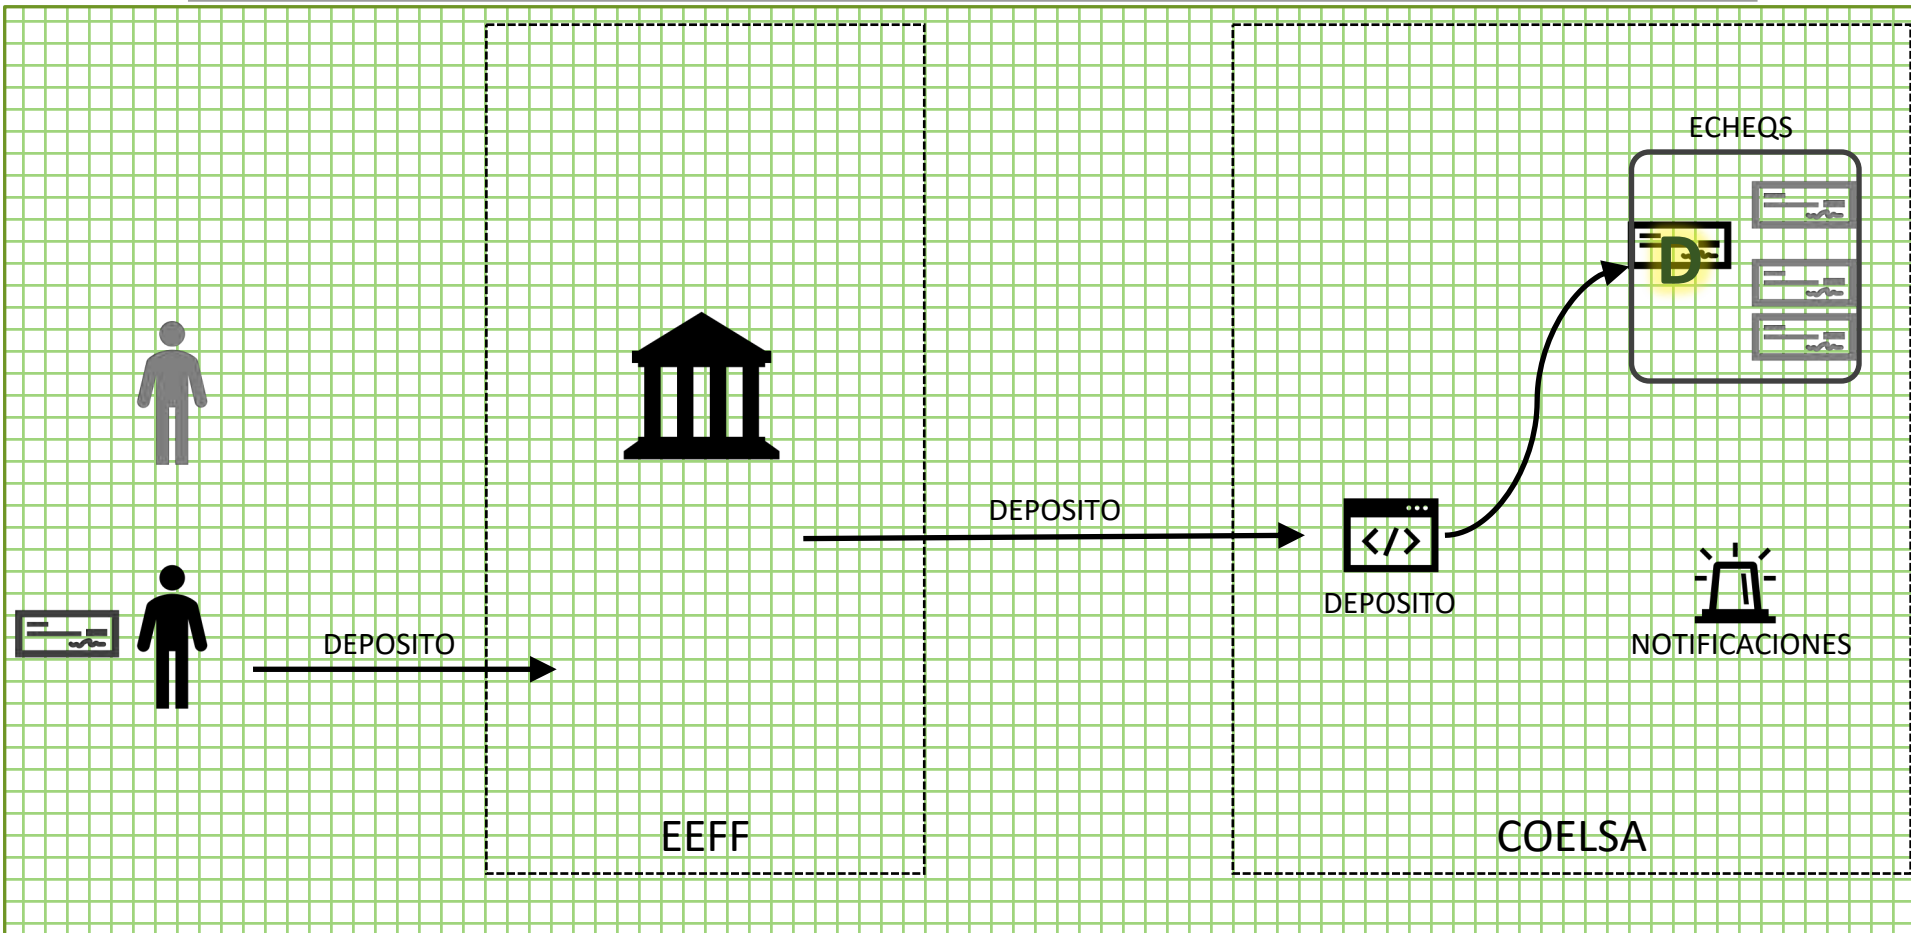 ECHEQS
D
DEPOSITO
</>
DEPOSITO
DEPOSITO
NOTIFICACIONES
EEFF
COELSA